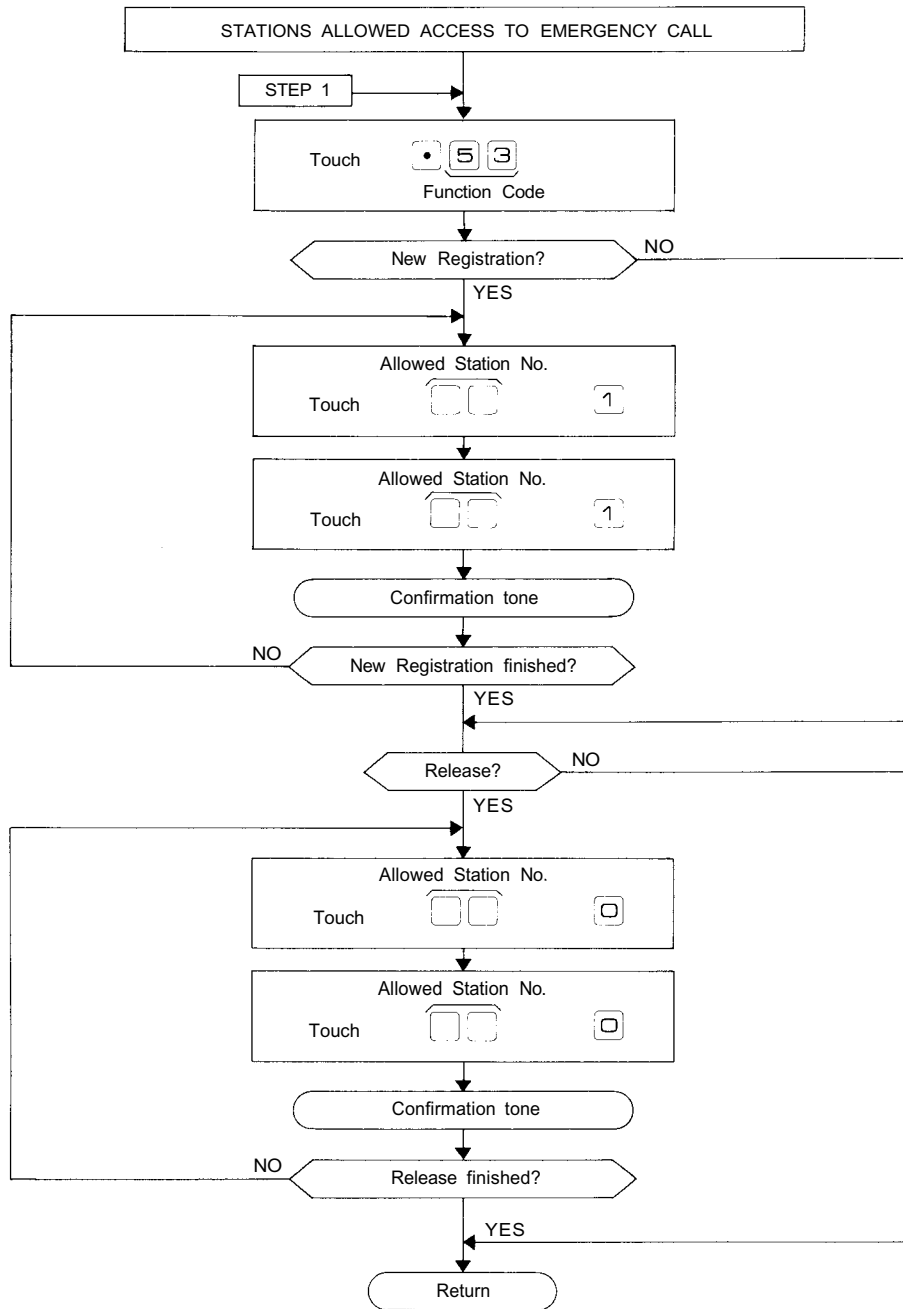 STATIONS ALLOWED ACCESS TO EMERGENCY CALL
STEP 1
Touch • 5 3
Function Code
New Registration? NO
YES
Allowed Station No.
Touch 1
Allowed Station No.
Touch 1
Confirmation tone
NO New Registration finished?
YES
Release? NO
YES
Allowed Station No.
Touch 0
Allowed Station No.
Touch 0
Confirmation tone
NO Release finished?
YES
Return